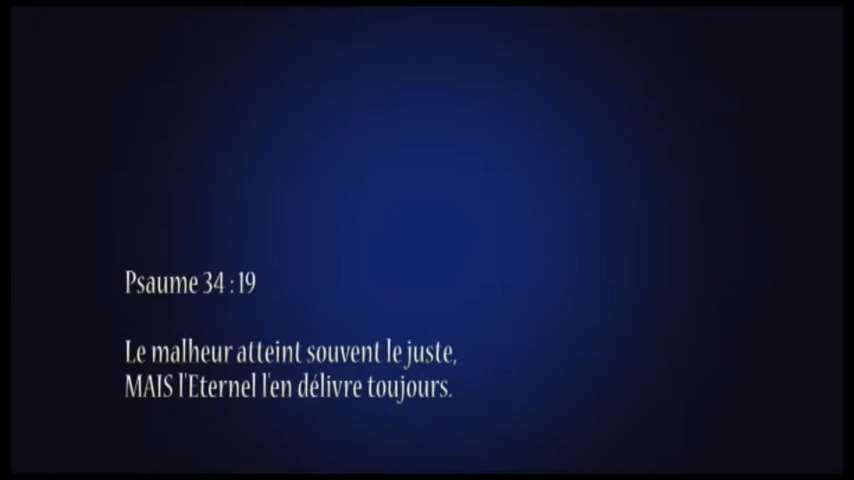 Psaume 34 : 19
Le malheur atteint souvent le juste,
MAIS l'Eternel l'en délivre toujours.